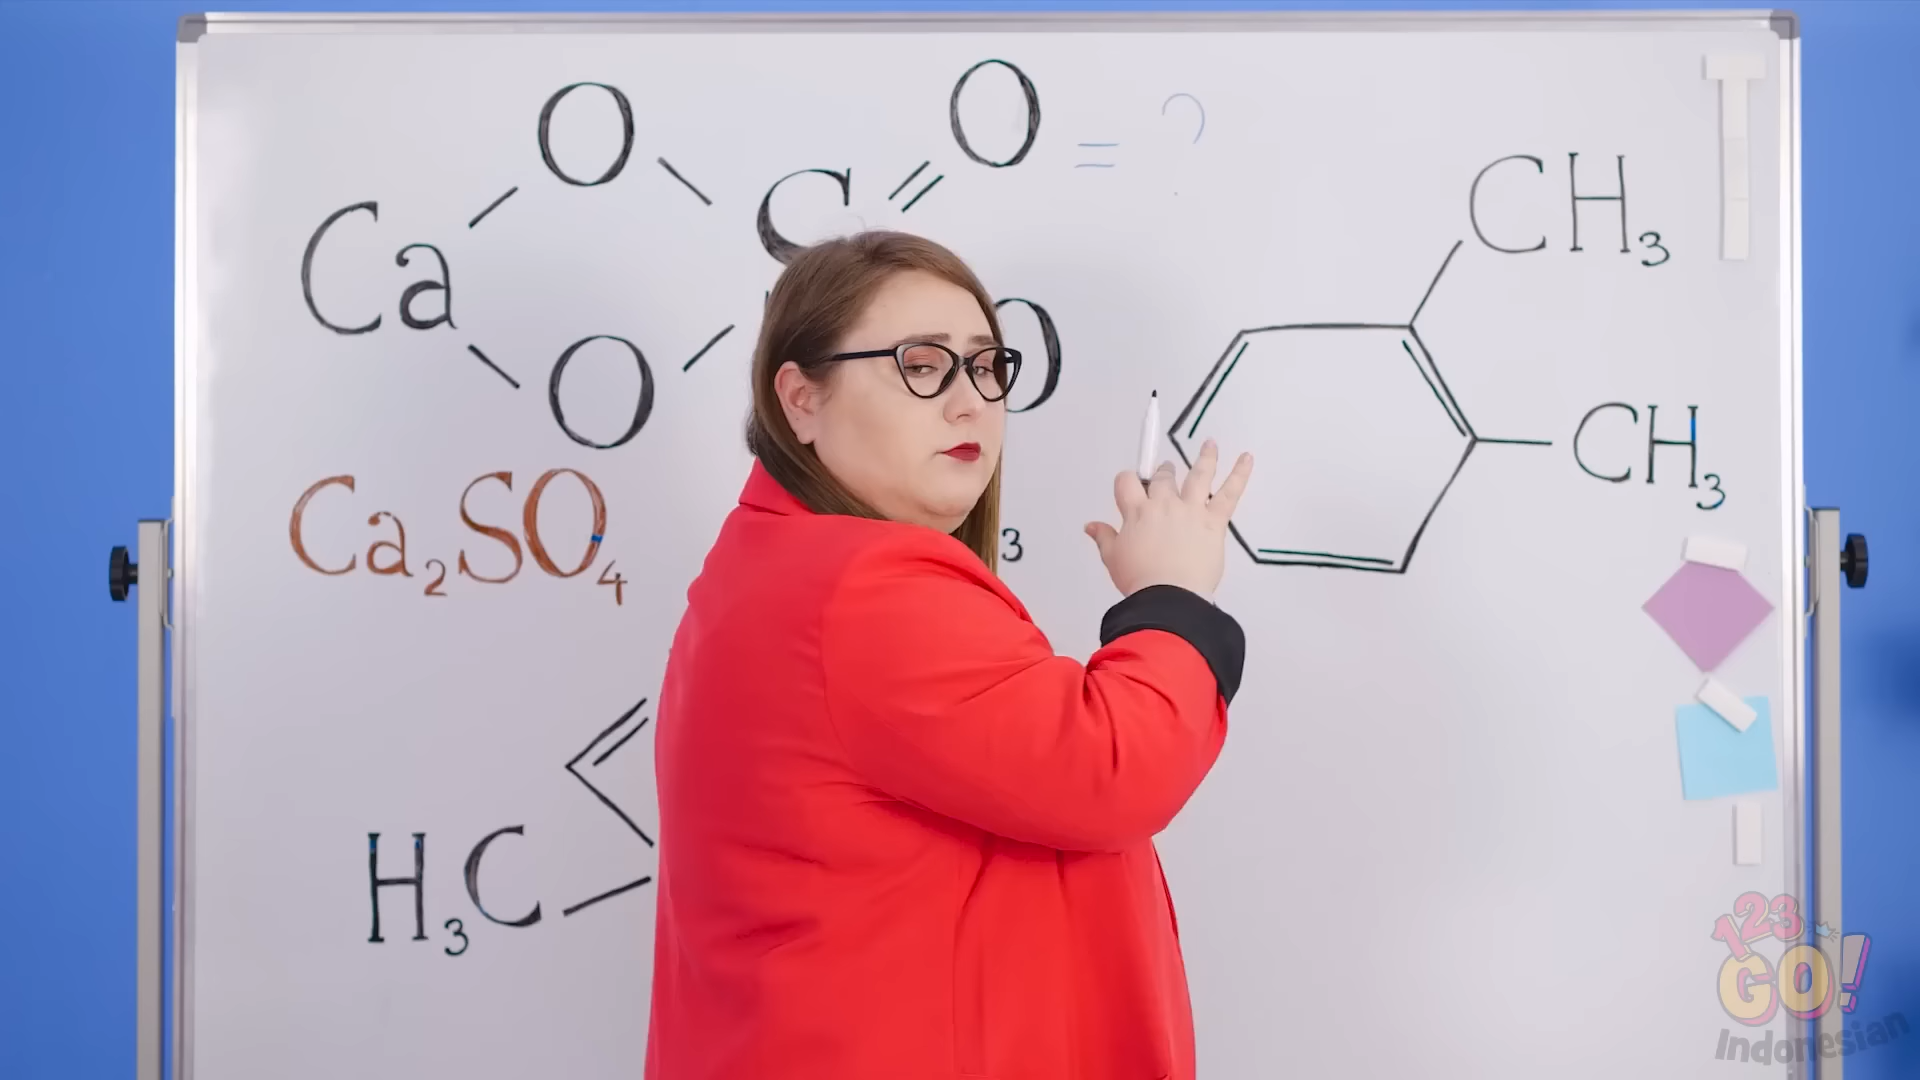 O
O
= ?
C
Ca
O
O
CH3
CH3
Ca2SO4
3
H3C
123
GO!
Indonesian